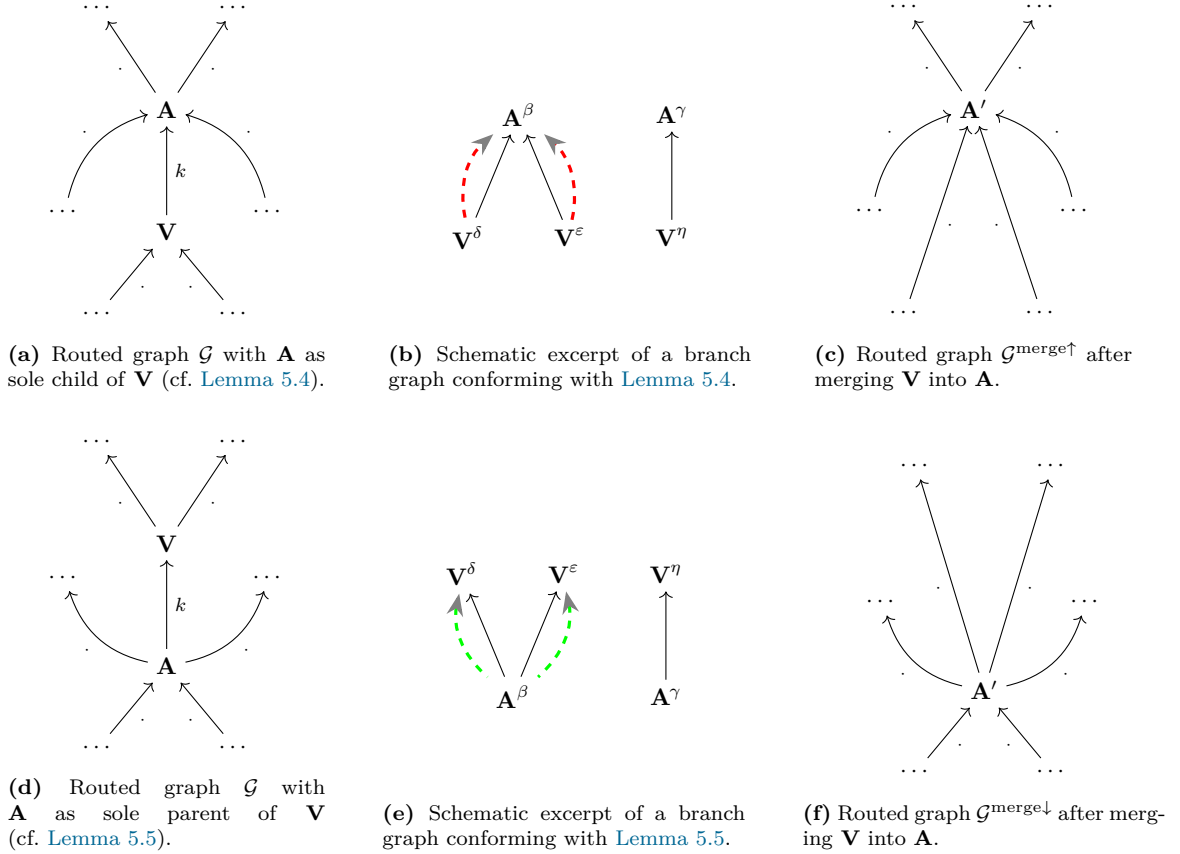 ··· ···
· ·
A
· ·
k
··· ···
V
· ·
··· ···
A^β A^γ
V^δ V^ε V^η
··· ···
· ·
A′
· ·
··· ···
· ·
··· ···
(a) Routed graph 𝒢 with A as
sole child of V (cf. Lemma 5.4).
(b) Schematic excerpt of a branch
graph conforming with Lemma 5.4.
(c) Routed graph 𝒢^merge↑ after
merging V into A.
··· ···
· ·
V
··· ···
k
· ·
A
· ·
··· ···
V^δ V^ε V^η
A^β A^γ
··· ···
· ·
··· ···
· ·
A′
· ·
··· ···
(d) Routed graph 𝒢 with
A as sole parent of V
(cf. Lemma 5.5).
(e) Schematic excerpt of a branch
graph conforming with Lemma 5.5.
(f) Routed graph 𝒢^merge↓ after merg-
ing V into A.